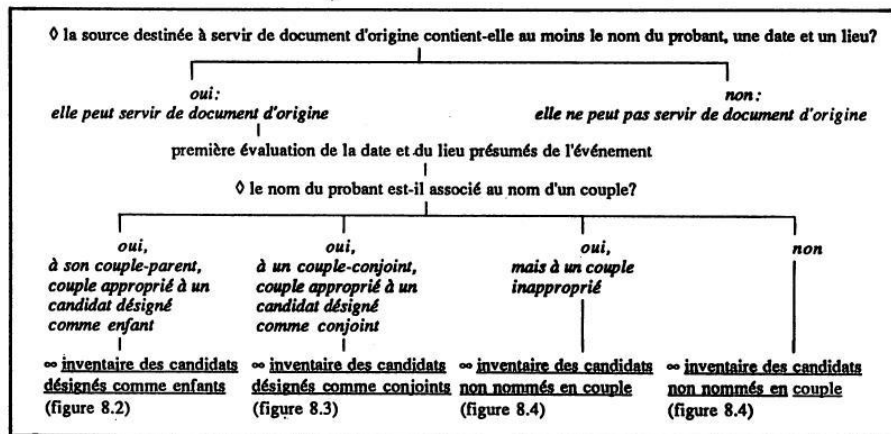 ◊ la source destinée à servir de document d'origine contient-elle au moins le nom du probant, une date et un lieu?
oui:
elle peut servir de document d'origine
non:
elle ne peut pas servir de document d'origine
première évaluation de la date et du lieu présumés de l'événement
◊ le nom du probant est-il associé au nom d'un couple?
oui,
à son couple-parent,
couple approprié à un
candidat désigné
comme enfant
oui,
à un couple-conjoint,
couple approprié à un
candidat désigné
comme conjoint
oui,
mais à un couple
inapproprié
non
∞ inventaire des candidats
désignés comme enfants
(figure 8.2)
∞ inventaire des candidats
désignés comme conjoints
(figure 8.3)
∞ inventaire des candidats
non nommés en couple
(figure 8.4)
∞ inventaire des candidats
non nommés en couple
(figure 8.4)